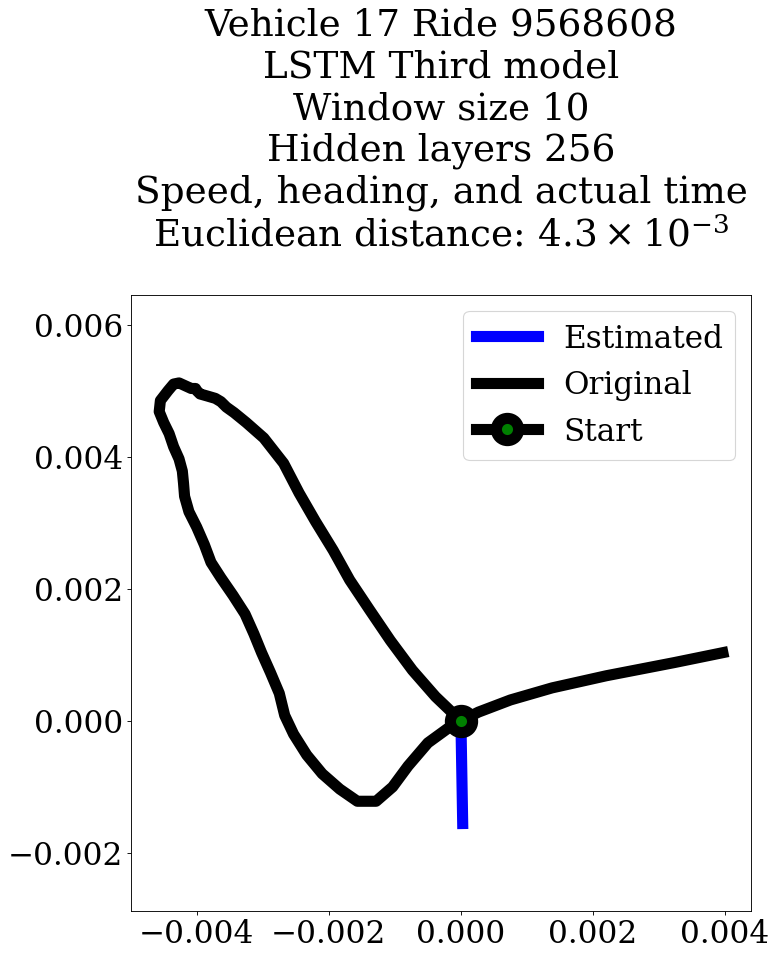 Vehicle 17 Ride 9568608
LSTM Third model
Window size 10
Hidden layers 256
Speed, heading, and actual time
Euclidean distance: 4.3 × 10⁻³
Estimated
Original
Start
0.006
0.004
0.002
0.000
−0.002
−0.004 −0.002 0.000 0.002 0.004